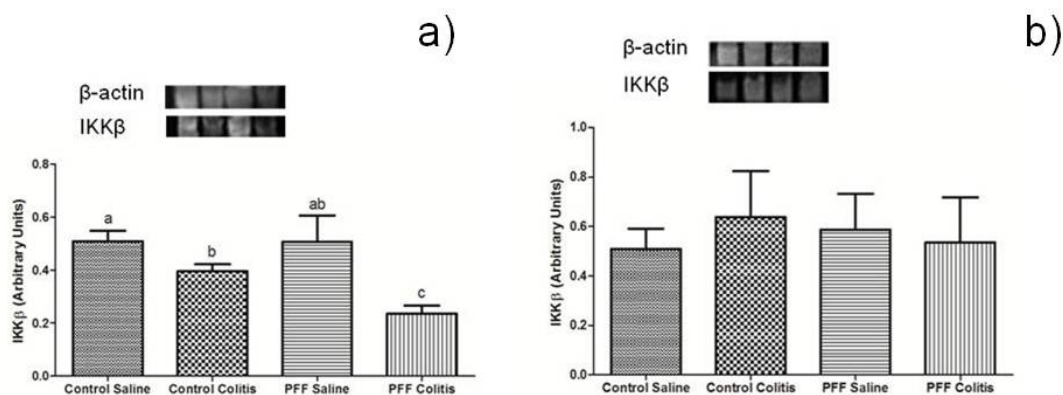 a)
β-actin
IKKβ
IKKβ (Arbitrary Units)
0.8
0.6
0.4
0.2
0.0
a
b
ab
c
Control Saline Control Colitis PFF Saline PFF Colitis
b)
β-actin
IKKβ
IKKβ (Arbitrary Units)
1.0
0.8
0.6
0.4
0.2
0.0
Control Saline Control Colitis PFF Saline PFF Colitis